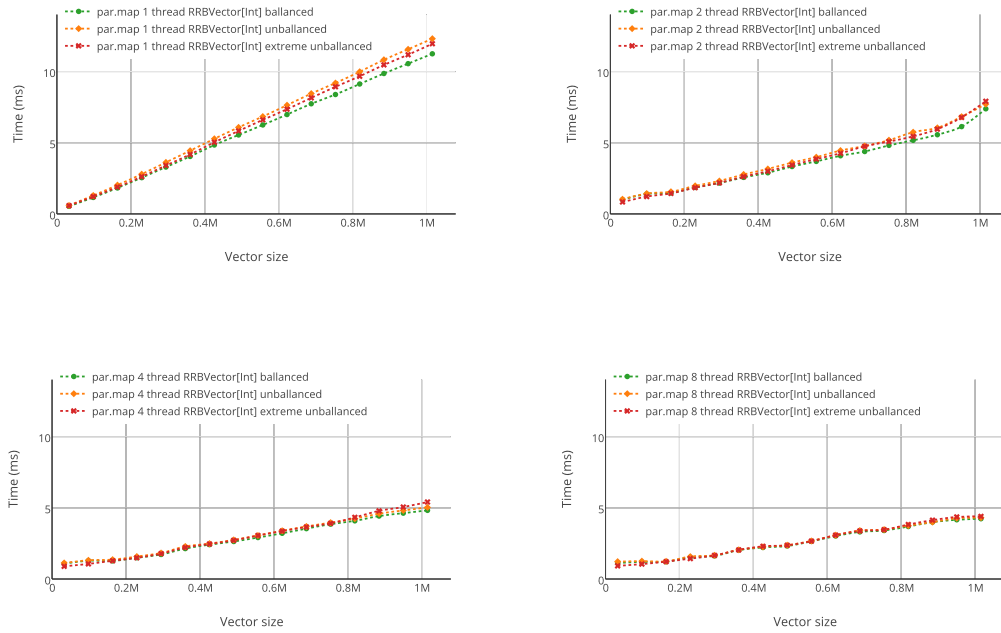 par.map 1 thread RRBVector[Int] ballanced
par.map 1 thread RRBVector[Int] unballanced
par.map 1 thread RRBVector[Int] extreme unballanced
10
5
0
Time (ms)
0 0.2M 0.4M 0.6M 0.8M 1M
Vector size
par.map 2 thread RRBVector[Int] ballanced
par.map 2 thread RRBVector[Int] unballanced
par.map 2 thread RRBVector[Int] extreme unballanced
10
5
0
Time (ms)
0 0.2M 0.4M 0.6M 0.8M 1M
Vector size
par.map 4 thread RRBVector[Int] ballanced
par.map 4 thread RRBVector[Int] unballanced
par.map 4 thread RRBVector[Int] extreme unballanced
10
5
0
Time (ms)
0 0.2M 0.4M 0.6M 0.8M 1M
Vector size
par.map 8 thread RRBVector[Int] ballanced
par.map 8 thread RRBVector[Int] unballanced
par.map 8 thread RRBVector[Int] extreme unballanced
10
5
0
Time (ms)
0 0.2M 0.4M 0.6M 0.8M 1M
Vector size